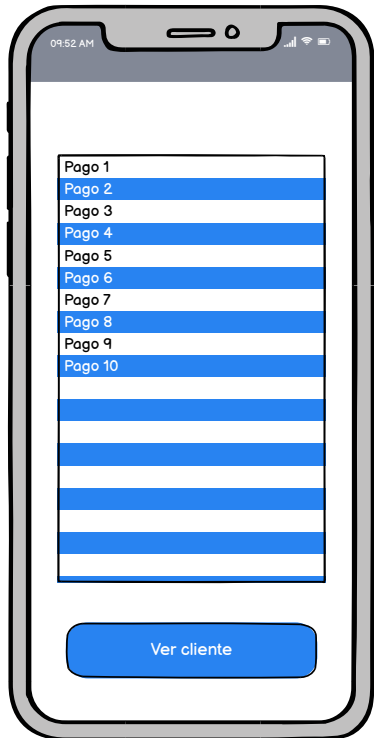 09:52 AM
Pago 1
Pago 2
Pago 3
Pago 4
Pago 5
Pago 6
Pago 7
Pago 8
Pago 9
Pago 10
Ver cliente